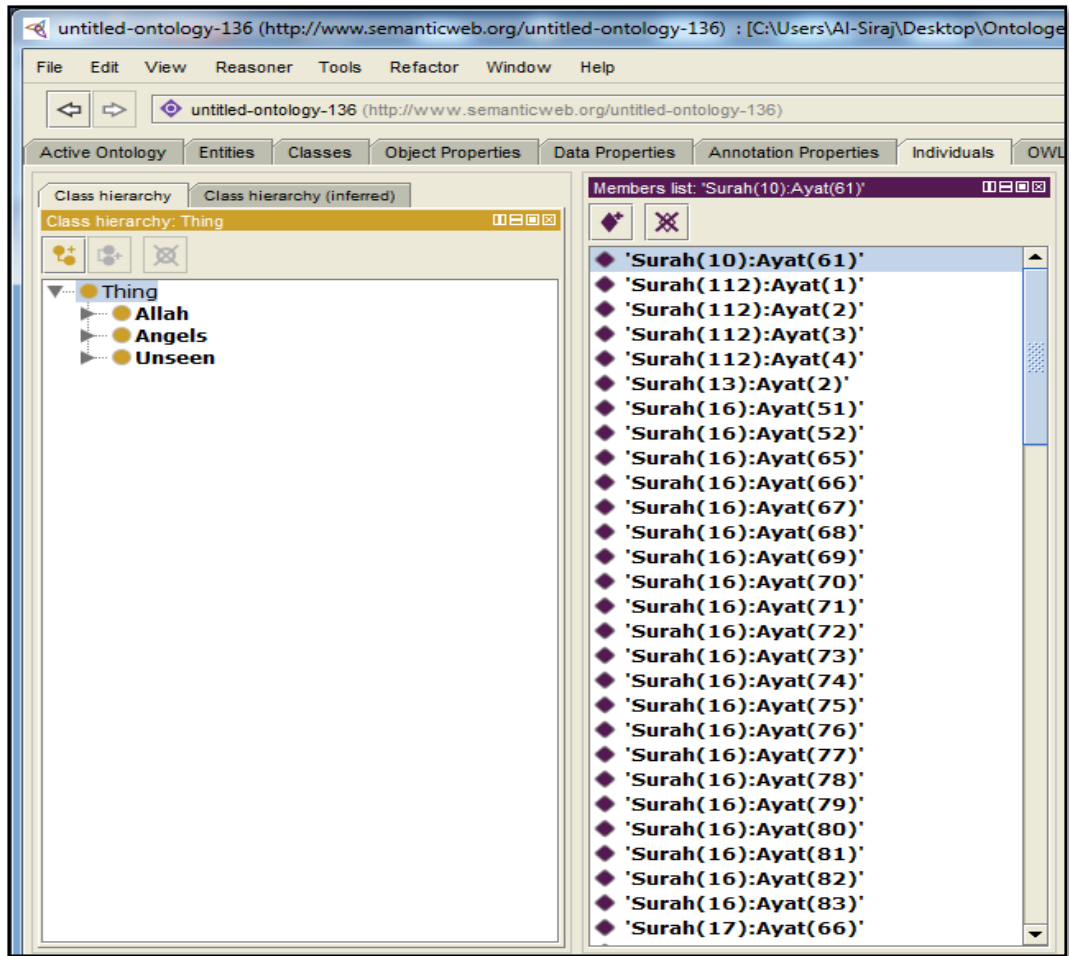 untitled-ontology-136 (http://www.semanticweb.org/untitled-ontology-136) : [C:\Users\Al-Siraj\Desktop\Ontologe
File Edit View Reasoner Tools Refactor Window Help
untitled-ontology-136 (http://www.semanticweb.org/untitled-ontology-136)
Active Ontology Entities Classes Object Properties Data Properties Annotation Properties Individuals OWL
Class hierarchy Class hierarchy (inferred)
Class hierarchy: Thing
Thing
Allah
Angels
Unseen
Members list: 'Surah(10):Ayat(61)'
'Surah(10):Ayat(61)'
'Surah(112):Ayat(1)'
'Surah(112):Ayat(2)'
'Surah(112):Ayat(3)'
'Surah(112):Ayat(4)'
'Surah(13):Ayat(2)'
'Surah(16):Ayat(51)'
'Surah(16):Ayat(52)'
'Surah(16):Ayat(65)'
'Surah(16):Ayat(66)'
'Surah(16):Ayat(67)'
'Surah(16):Ayat(68)'
'Surah(16):Ayat(69)'
'Surah(16):Ayat(70)'
'Surah(16):Ayat(71)'
'Surah(16):Ayat(72)'
'Surah(16):Ayat(73)'
'Surah(16):Ayat(74)'
'Surah(16):Ayat(75)'
'Surah(16):Ayat(76)'
'Surah(16):Ayat(77)'
'Surah(16):Ayat(78)'
'Surah(16):Ayat(79)'
'Surah(16):Ayat(80)'
'Surah(16):Ayat(81)'
'Surah(16):Ayat(82)'
'Surah(16):Ayat(83)'
'Surah(17):Ayat(66)'